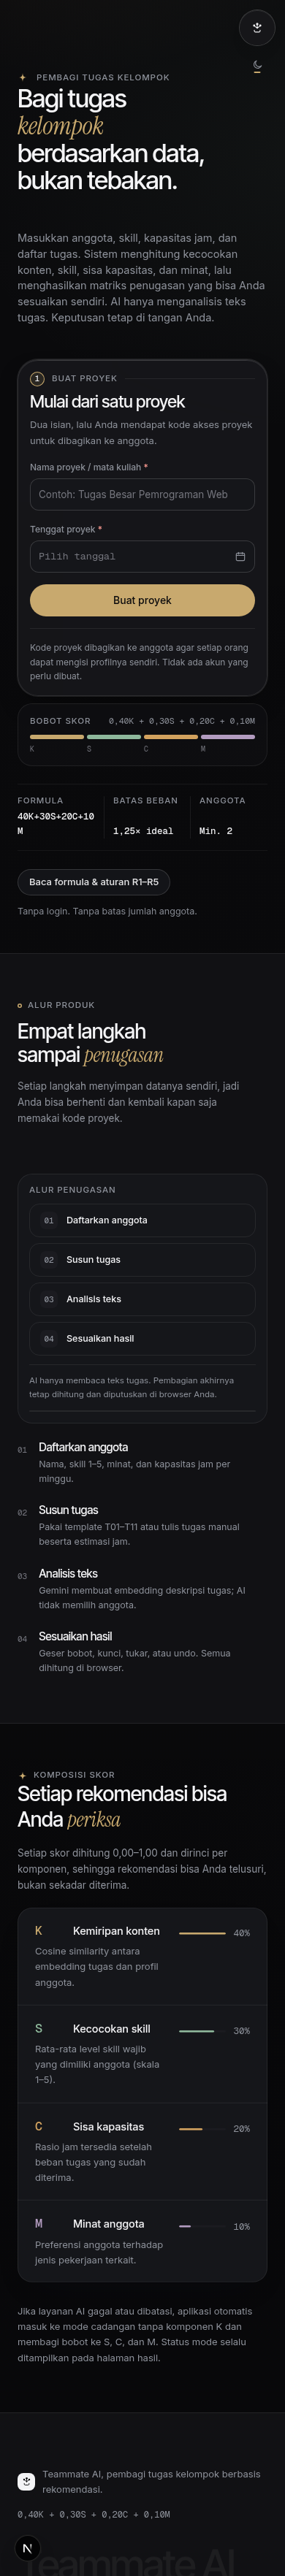 PEMBAGI TUGAS KELOMPOK
Bagi tugas
kelompok
berdasarkan data,
bukan tebakan.
Masukkan anggota, skill, kapasitas jam, dan
daftar tugas. Sistem menghitung kecocokan
konten, skill, sisa kapasitas, dan minat, lalu
menghasilkan matriks penugasan yang bisa Anda
sesuaikan sendiri. AI hanya menganalisis teks
tugas. Keputusan tetap di tangan Anda.
1 BUAT PROYEK
Mulai dari satu proyek
Dua isian, lalu Anda mendapat kode akses proyek
untuk dibagikan ke anggota.
Nama proyek / mata kuliah *
Contoh: Tugas Besar Pemrograman Web
Tenggat proyek *
Pilih tanggal
Buat proyek
Kode proyek dibagikan ke anggota agar setiap orang
dapat mengisi profilnya sendiri. Tidak ada akun yang
perlu dibuat.
BOBOT SKOR 0,40K + 0,30S + 0,20C + 0,10M
K S C M
FORMULA BATAS BEBAN ANGGOTA
40K+30S+20C+10
M 1,25× ideal Min. 2
Baca formula & aturan R1–R5
Tanpa login. Tanpa batas jumlah anggota.
ALUR PRODUK
Empat langkah
sampai penugasan
Setiap langkah menyimpan datanya sendiri, jadi
Anda bisa berhenti dan kembali kapan saja
memakai kode proyek.
ALUR PENUGASAN
01 Daftarkan anggota
02 Susun tugas
03 Analisis teks
04 Sesuaikan hasil
AI hanya membaca teks tugas. Pembagian akhirnya
tetap dihitung dan diputuskan di browser Anda.
01 Daftarkan anggota
Nama, skill 1–5, minat, dan kapasitas jam per
minggu.
02 Susun tugas
Pakai template T01–T11 atau tulis tugas manual
beserta estimasi jam.
03 Analisis teks
Gemini membuat embedding deskripsi tugas; AI
tidak memilih anggota.
04 Sesuaikan hasil
Geser bobot, kunci, tukar, atau undo. Semua
dihitung di browser.
KOMPOSISI SKOR
Setiap rekomendasi bisa
Anda periksa
Setiap skor dihitung 0,00–1,00 dan dirinci per
komponen, sehingga rekomendasi bisa Anda telusuri,
bukan sekadar diterima.
K Kemiripan konten 40%
Cosine similarity antara
embedding tugas dan profil
anggota.
S Kecocokan skill 30%
Rata-rata level skill wajib
yang dimiliki anggota (skala
1–5).
C Sisa kapasitas 20%
Rasio jam tersedia setelah
beban tugas yang sudah
diterima.
M Minat anggota 10%
Preferensi anggota terhadap
jenis pekerjaan terkait.
Jika layanan AI gagal atau dibatasi, aplikasi otomatis
masuk ke mode cadangan tanpa komponen K dan
membagi bobot ke S, C, dan M. Status mode selalu
ditampilkan pada halaman hasil.
Teammate AI, pembagi tugas kelompok berbasis
rekomendasi.
0,40K + 0,30S + 0,20C + 0,10M
N
Teammate AI